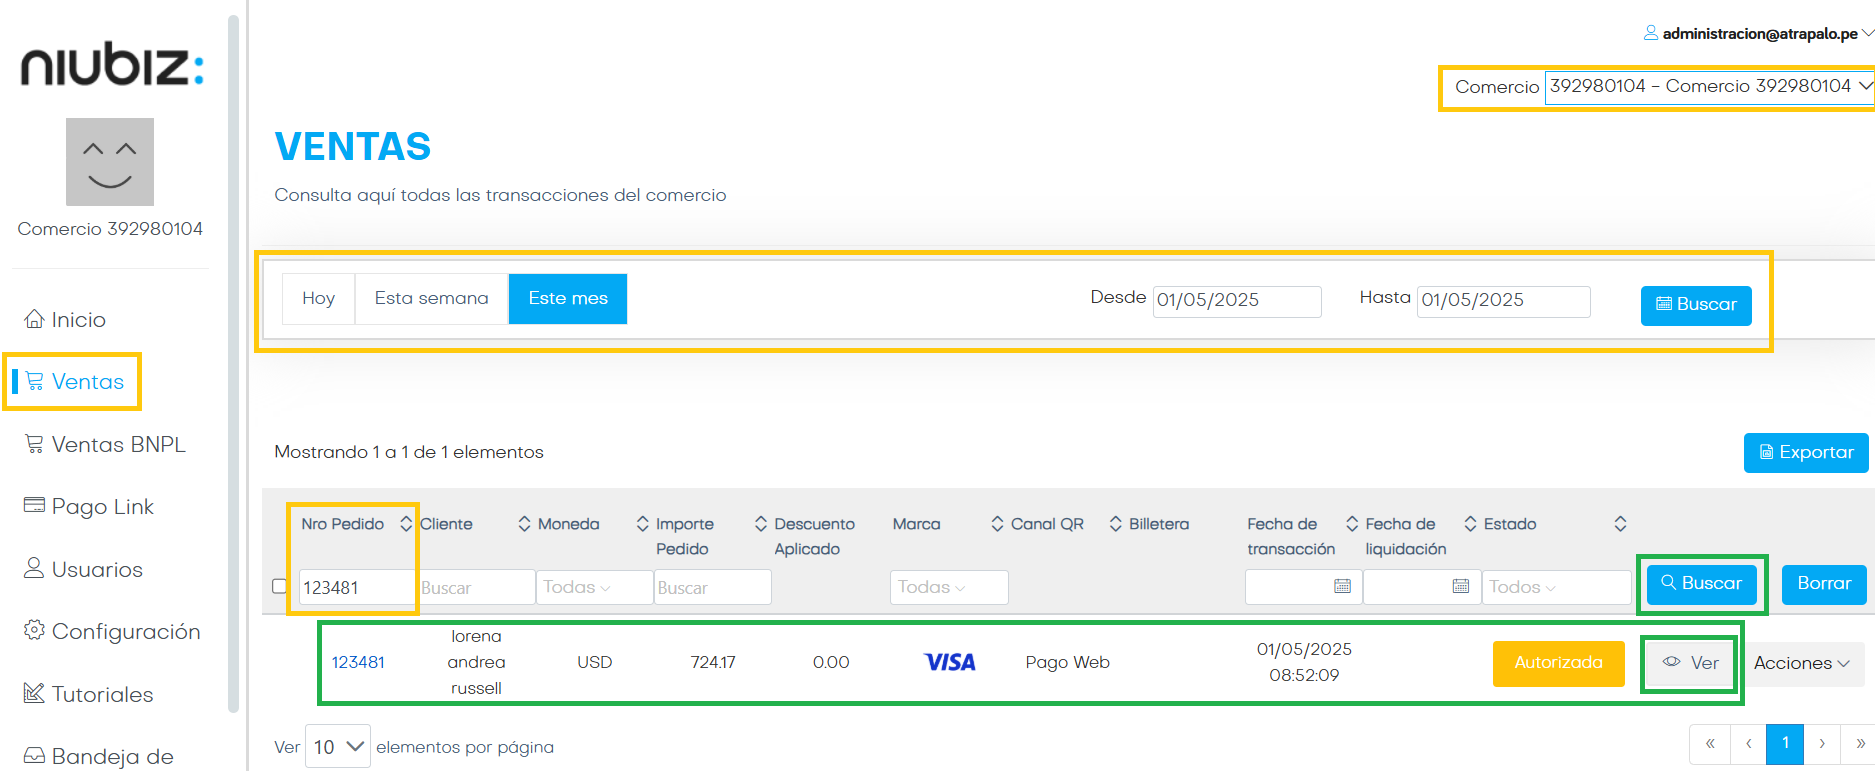 niubiz:
Comercio 392980104
Inicio
Ventas
Ventas BNPL
Pago Link
Usuarios
Configuración
Tutoriales
Bandeja de
administracion@atrapalo.pe
Comercio 392980104 - Comercio 392980104
VENTAS
Consulta aquí todas las transacciones del comercio
Hoy Esta semana Este mes Desde 01/05/2025 Hasta 01/05/2025 Buscar
Mostrando 1 a 1 de 1 elementos Exportar
Nro Pedido Cliente Moneda Importe Pedido Descuento Aplicado Marca Canal QR Billetera Fecha de transacción Fecha de liquidación Estado
123481 Buscar Todas Buscar Todas Todos Buscar Borrar
123481 lorena andrea russell USD 724.17 0.00 VISA Pago Web 01/05/2025 08:52:09 Autorizada Ver Acciones
Ver 10 elementos por página « ‹ 1 › »